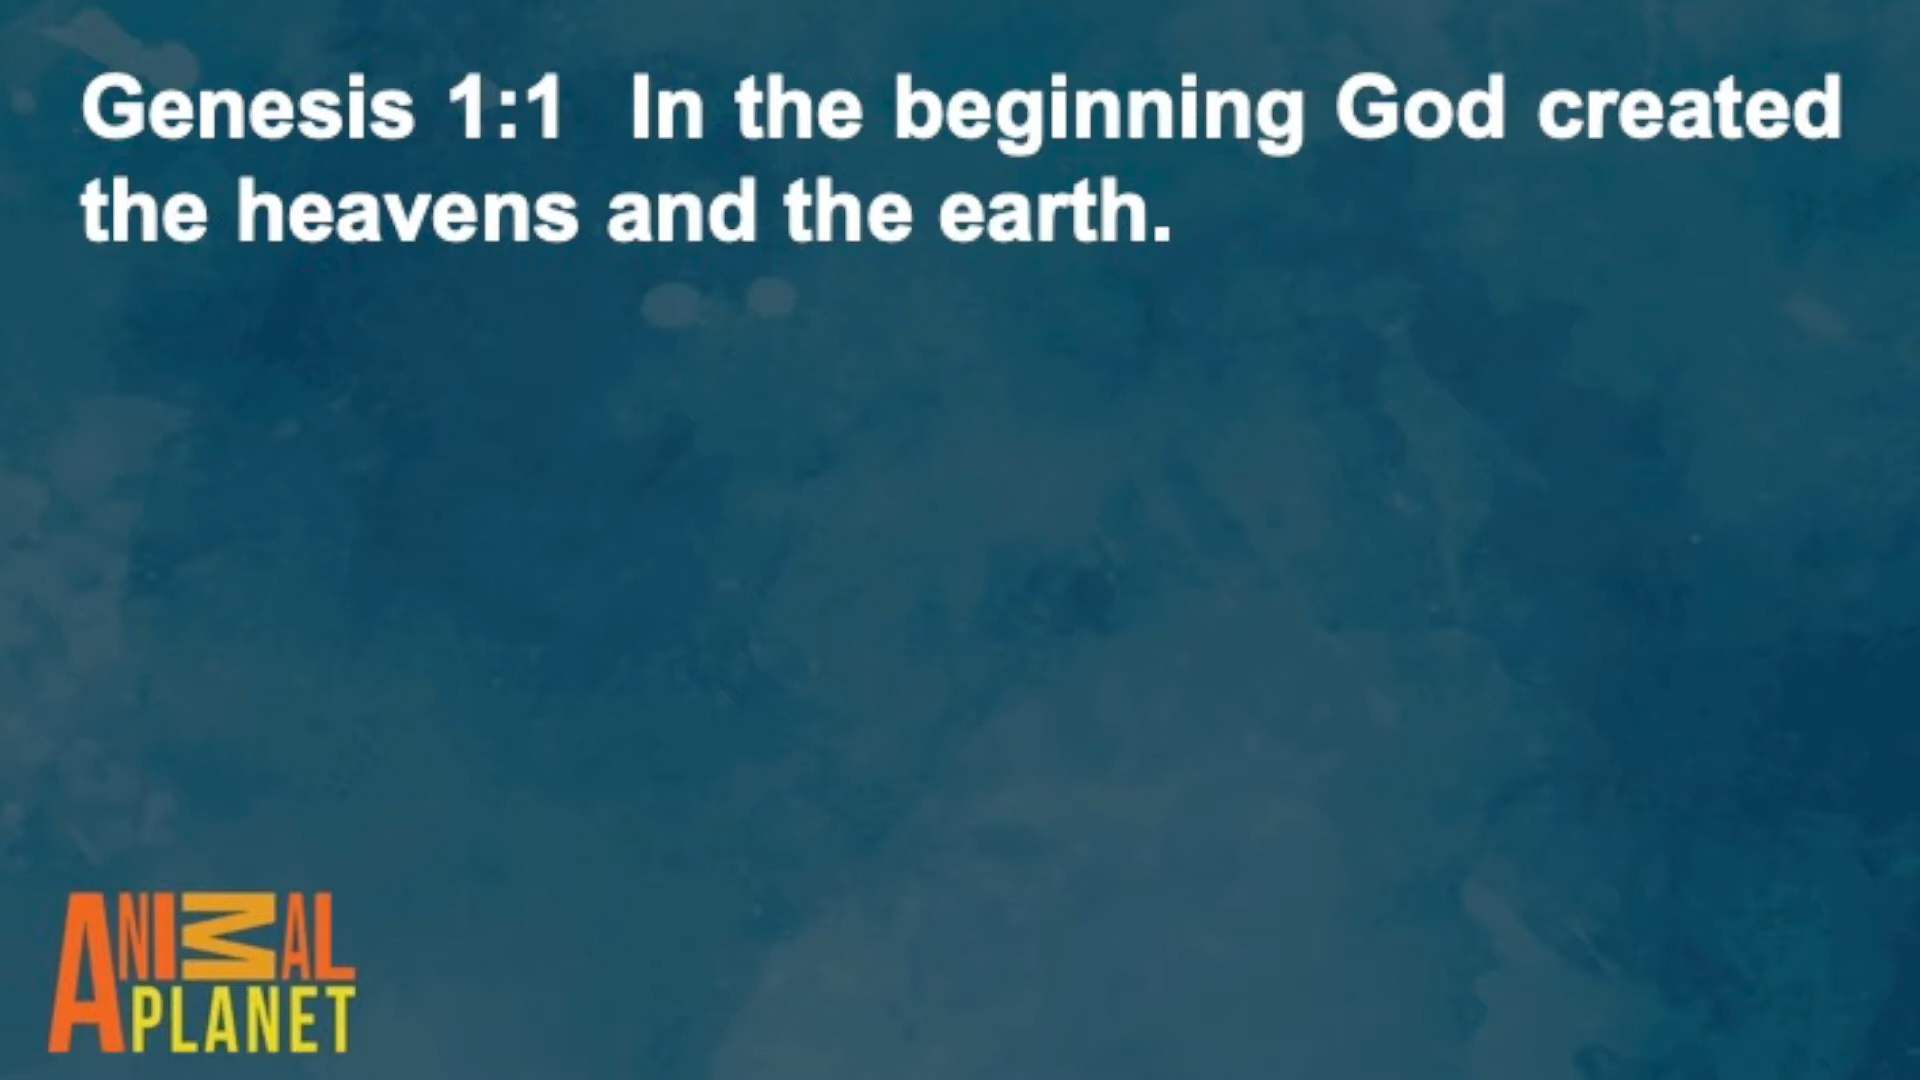 Genesis 1:1  In the beginning God created
the heavens and the earth.
ANIMAL
PLANET